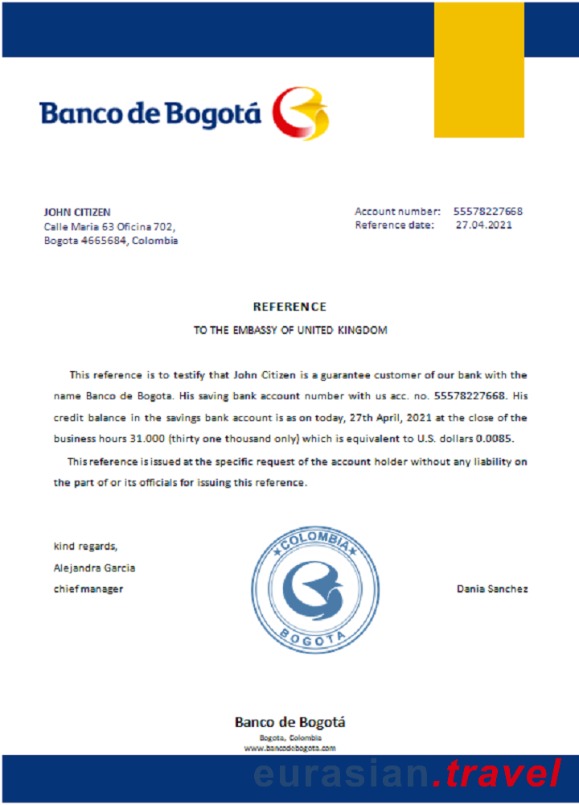 Banco de Bogotá
JOHN CITIZEN
Calle Maria 63 Oficina 702,
Bogota 4665684, Colombia
Account number: 55578227668
Reference date: 27.04.2021
REFERENCE
TO THE EMBASSY OF UNITED KINGDOM
This reference is to testify that John Citizen is a guarantee customer of our bank with the
name Banco de Bogota. His saving bank account number with us acc. no. 55578227668. His
credit balance in the savings bank account is as on today, 27th April, 2021 at the close of the
business hours 31.000 (thirty one thousand only) which is equivalent to U.S. dollars 0.0085.
This reference is issued at the specific request of the account holder without any liability on
the part of or its officials for issuing this reference.
kind regards,
Alejandra Garcia
chief manager
COLOMBIA
BOGOTA
Dania Sanchez
Banco de Bogotá
Bogota, Colombia
www.bancodebogota.com
eurasian.travel